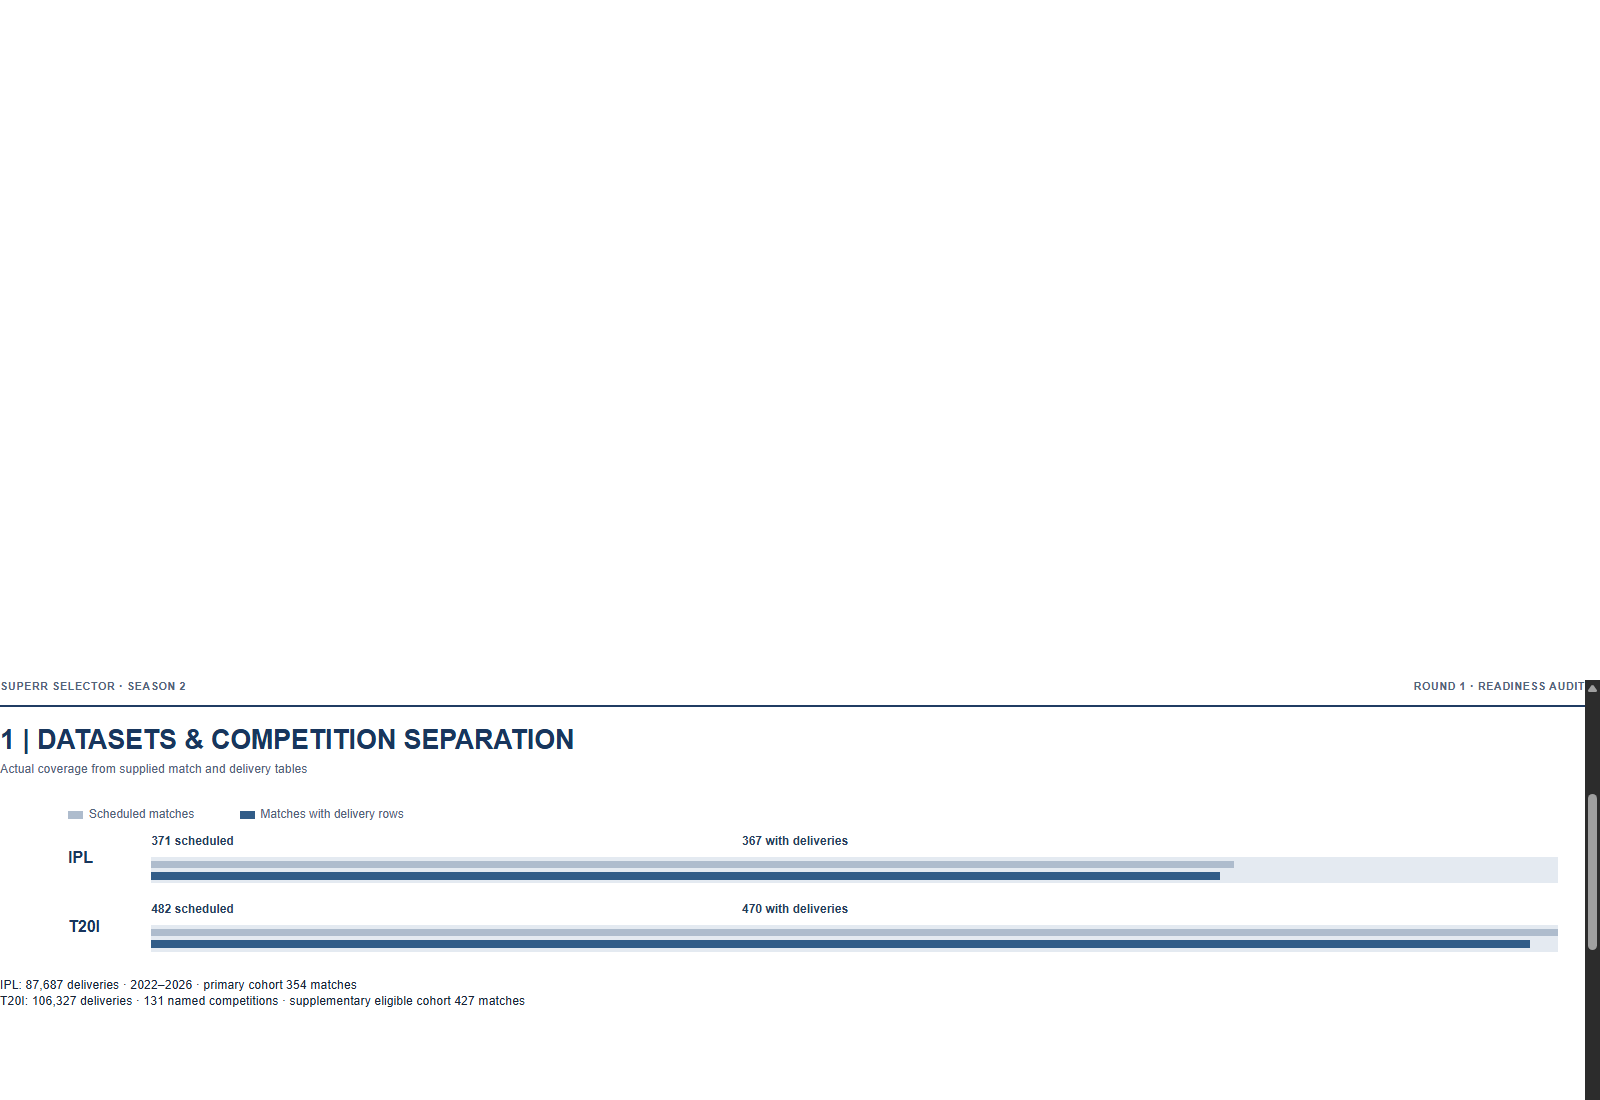 SUPERR SELECTOR · SEASON 2
ROUND 1 · READINESS AUDIT
1 | DATASETS & COMPETITION SEPARATION
Actual coverage from supplied match and delivery tables
Scheduled matches
Matches with delivery rows
371 scheduled
367 with deliveries
IPL
482 scheduled
470 with deliveries
T20I
IPL: 87,687 deliveries · 2022–2026 · primary cohort 354 matches
T20I: 106,327 deliveries · 131 named competitions · supplementary eligible cohort 427 matches